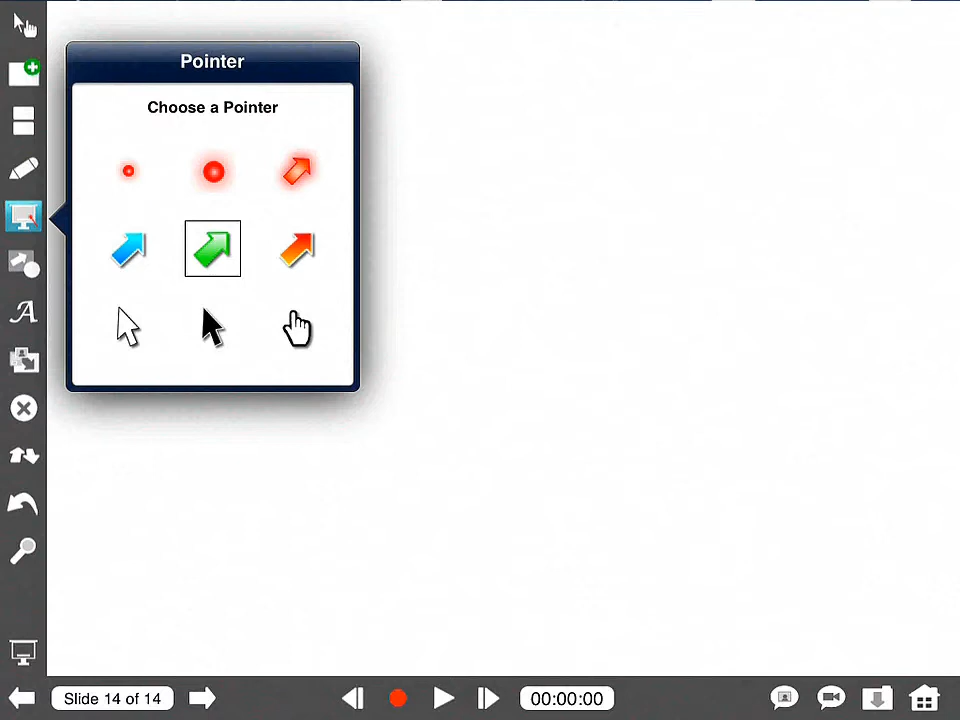 Pointer
Choose a Pointer
A
Slide 14 of 14
00:00:00